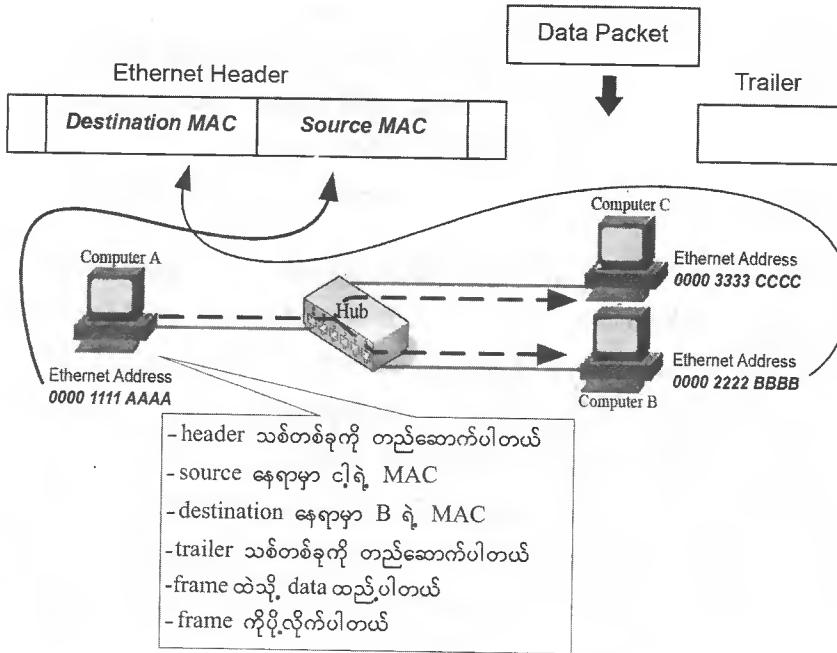 Data Packet
Ethernet Header
Trailer
Destination MAC
Source MAC
Computer C
Computer A
Ethernet Address
0000 3333 CCCC
Hub
Ethernet Address
0000 2222 BBBB
Ethernet Address
0000 1111 AAAA
Computer B
-header သစ်တစ်ခုကို တည်ဆောက်ပါတယ်
-source နေရာမှာ ငါ့ရဲ့ MAC
-destination နေရာမှာ B ရဲ့ MAC
-trailer သစ်တစ်ခုကို တည်ဆောက်ပါတယ်
-frame ထဲသို့ data ထည့်ပါတယ်
-frame ကိုပို့လိုက်ပါတယ်